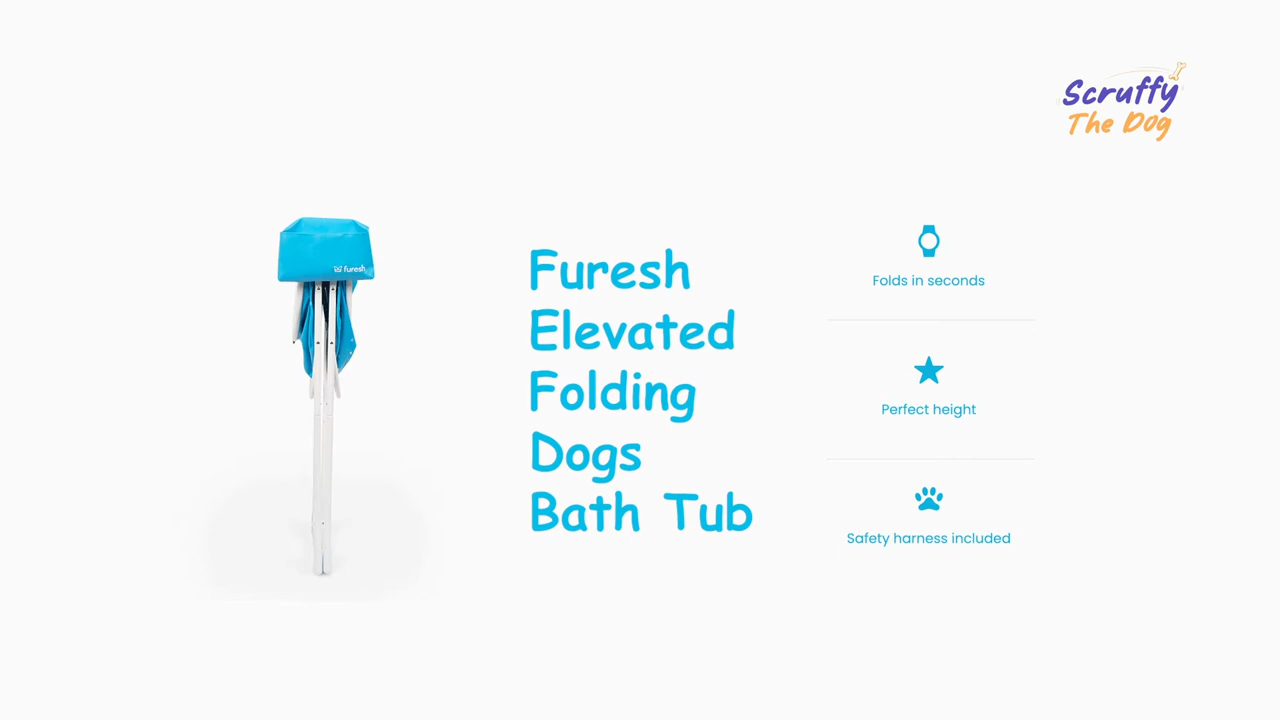 Scruffy
The Dog
furesh
Furesh
Elevated
Folding
Dogs
Bath Tub
Folds in seconds
Perfect height
Safety harness included